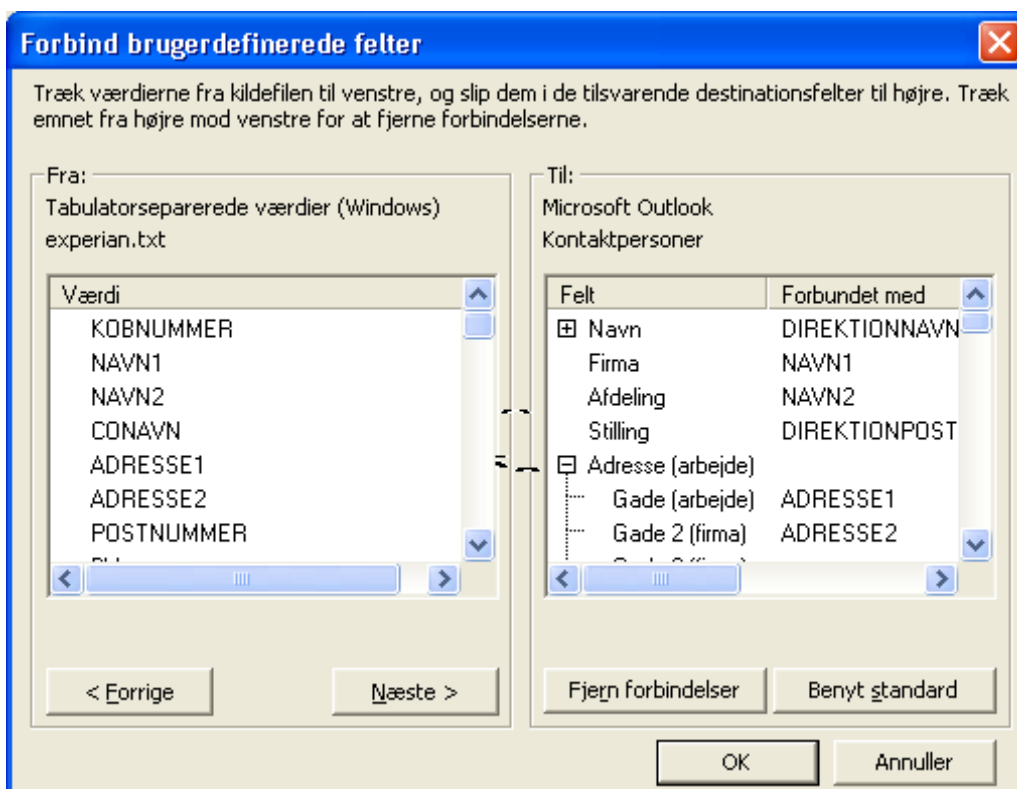 Forbind brugerdefinerede felter
Træk værdierne fra kildefilen til venstre, og slip dem i de tilsvarende destinationsfelter til højre. Træk
emnet fra højre mod venstre for at fjerne forbindelserne.
Fra:
Tabulatorseparerede værdier (Windows)
experian.txt
Værdi
KOBNUMMER
NAVN1
NAVN2
CONAVN
ADRESSE1
ADRESSE2
POSTNUMMER
< Forrige
Næste >
Til:
Microsoft Outlook
Kontaktpersoner
Felt Forbundet med
Navn DIREKTIONNAVN
Firma NAVN1
Afdeling NAVN2
Stilling DIREKTIONPOST
Adresse (arbejde)
Gade (arbejde) ADRESSE1
Gade 2 (firma) ADRESSE2
Fjern forbindelser
Benyt standard
OK
Annuller